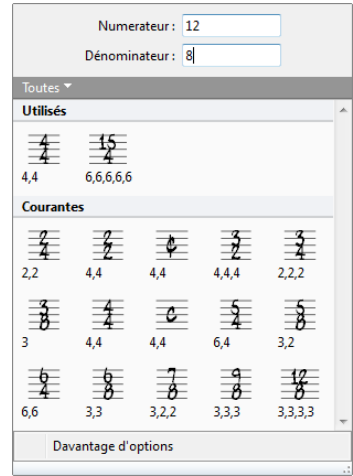 Numerateur : 12
Dénominateur : 8
Toutes
Utilisés
4/4 15/4
4,4 6,6,6,6,6
Courantes
2/4 2/2 ¢ 3/2 3/4
2,2 4,4 4,4 4,4,4 2,2,2
3/8 4/4 c 5/4 5/8
3 4,4 4,4 6,4 3,2
6/4 6/8 7/8 9/8 12/8
6,6 3,3 3,2,2 3,3,3 3,3,3,3
Davantage d'options